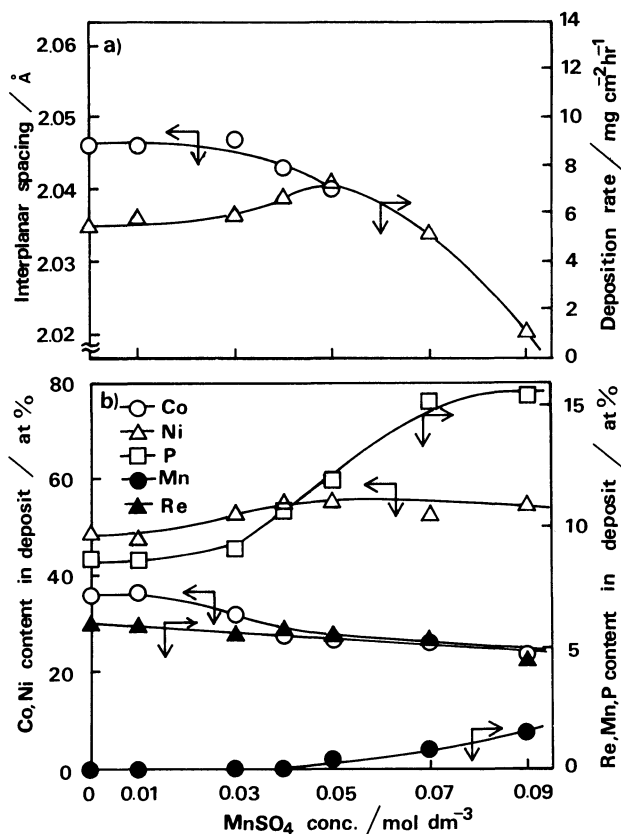 a)
2.06
2.05
2.04
2.03
2.02
Interplanar spacing / Å
14
12
10
8
6
4
2
0
Deposition rate / mg cm⁻²hr⁻¹
b)
Co
Ni
P
Mn
Re
80
60
40
20
0
Co,Ni content in deposit / at %
15
10
5
0
Re,Mn,P content in deposit / at %
0 0.01 0.03 0.05 0.07 0.09
MnSO₄ conc. / mol dm⁻³